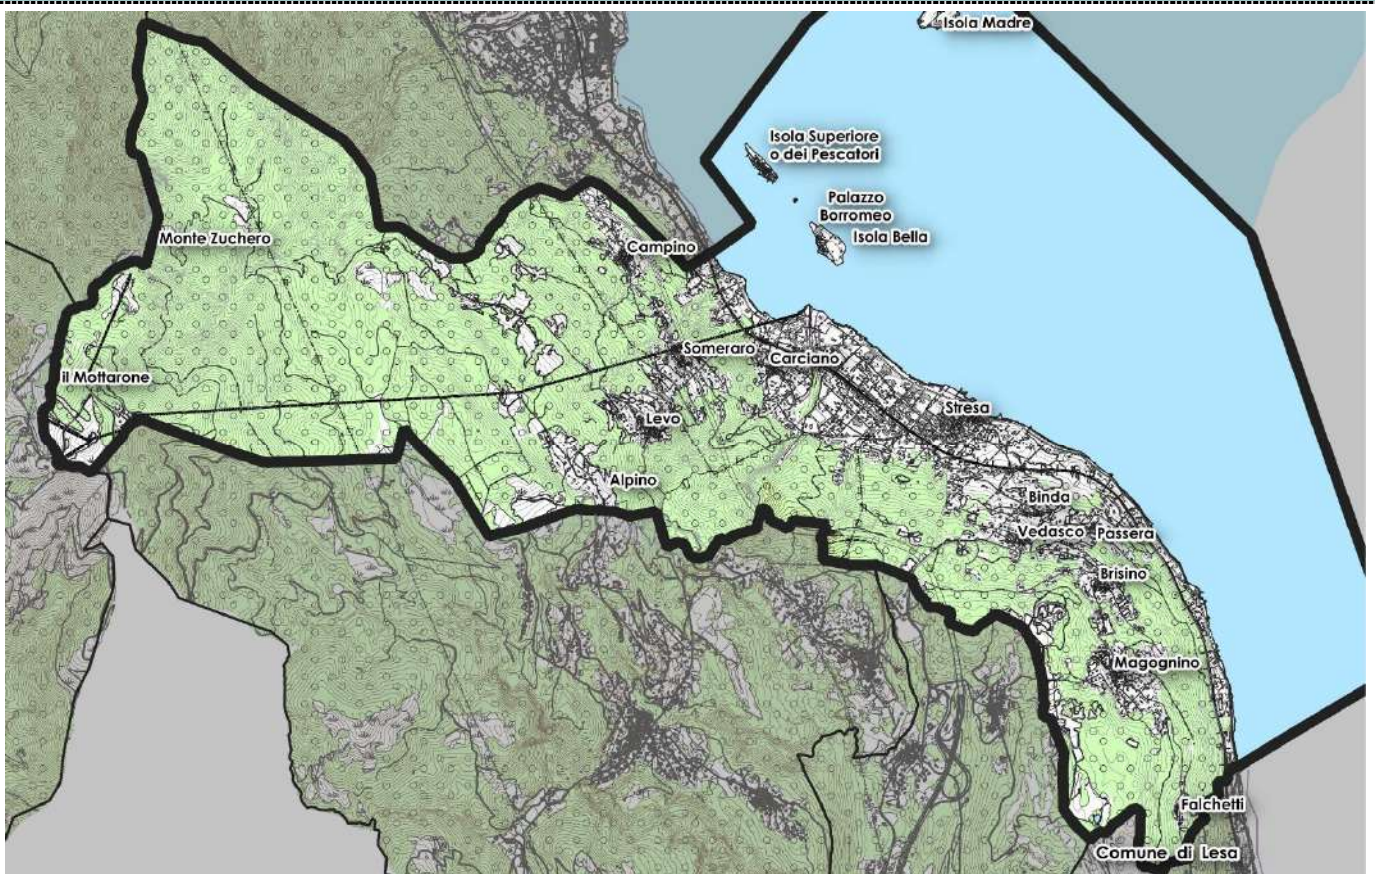 Isola Madre
Isola Superiore
o dei Pescatori
Palazzo
Borromeo
Isola Bella
Monte Zuchero
Campino
Someraro
Carciano
il Mottarone
Stresa
Levo
Alpino
Binda
Vedasco
Passera
Brisino
Magognino
Falchetti
Comune di Lesa